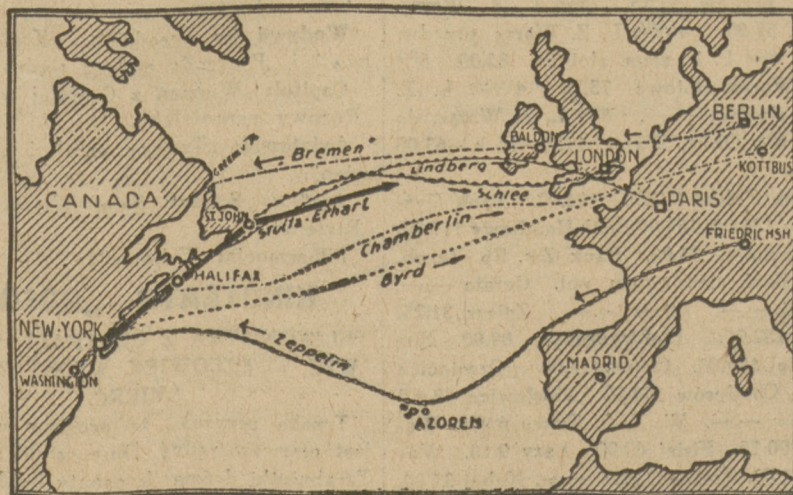 BERLIN
KOTTBUS
BALDON
LONDON
Bremen
Lindberg
Schlee
CANADA
ST JOHN
Stulta-Erhart
PARIS
Chamberlin
FRIEDRICHSH
HALIFAX
Byrd
NEW-YORK
Zeppelin
WASHINGTON
MADRID
AZOREN